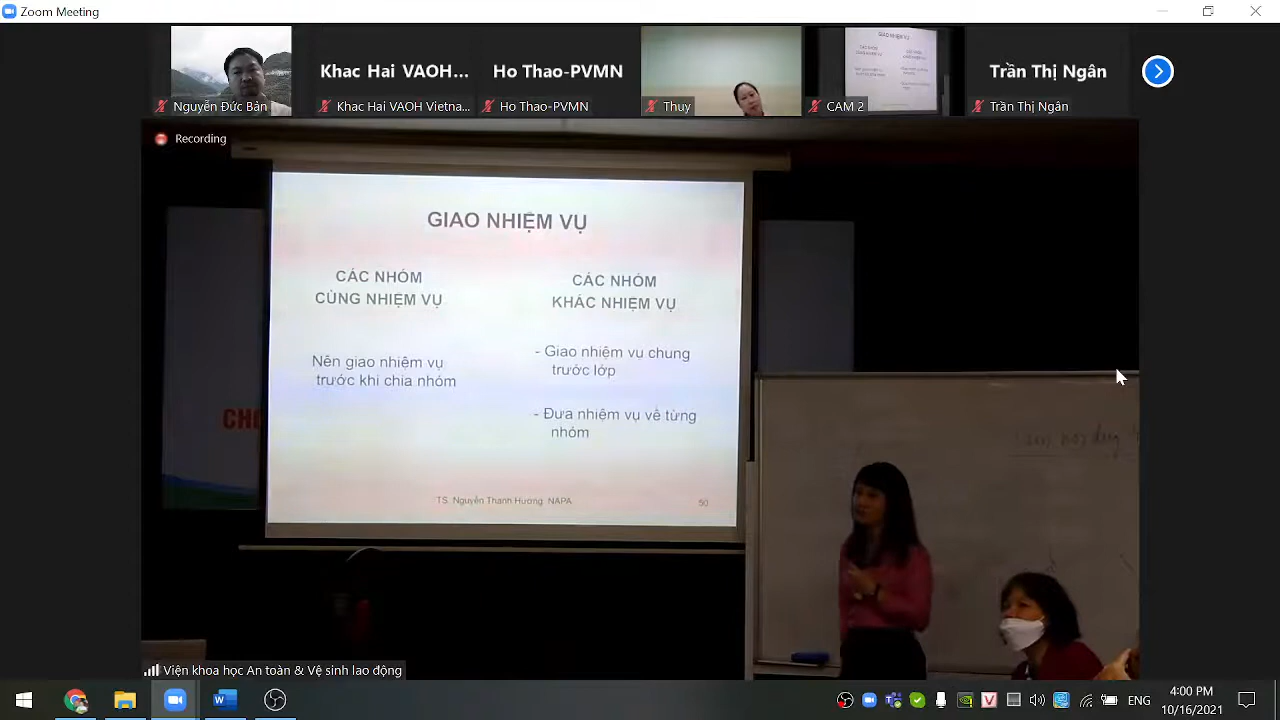 Zoom Meeting
Khac Hai VAOH...
Ho Thao-PVMN
Trần Thị Ngân
Nguyễn Đức Bản
Khac Hai VAOH Vietna...
Ho Thao-PVMN
Thuy
CAM 2
Trần Thị Ngân
Recording
GIAO NHIỆM VỤ
CÁC NHÓM
CÙNG NHIỆM VỤ
Nên giao nhiệm vụ
trước khi chia nhóm
CÁC NHÓM
KHÁC NHIỆM VỤ
- Giao nhiệm vu chung
trước lớp
- Đưa nhiệm vụ về từng
nhóm
TS. Nguyễn Thanh Hương NAPA
50
Viện khoa học An toàn & Vệ sinh lao động
ENG
4:00 PM
10/16/2021